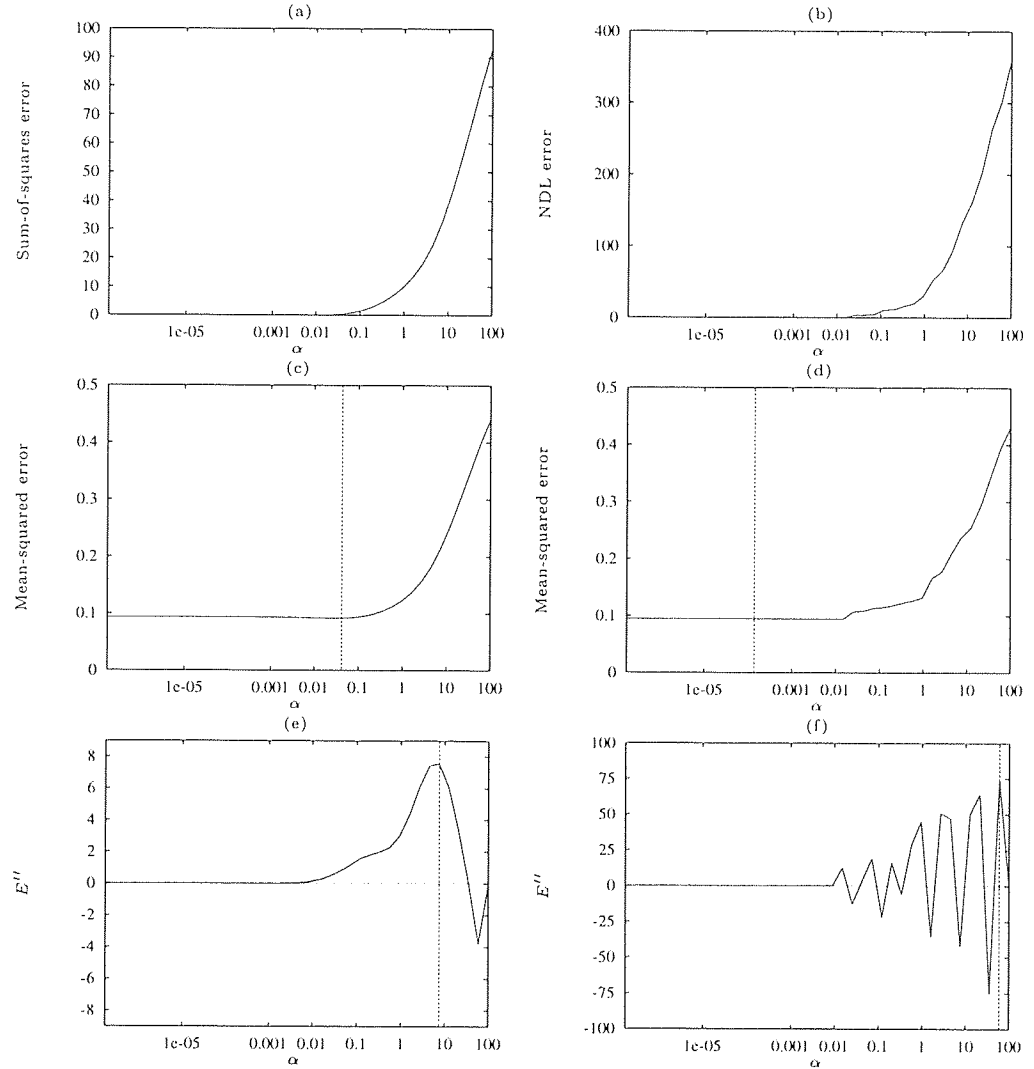 (a)
100
90
80
70
60
50
40
30
20
10
0
Sum-of-squares error
1e-05 0.001 0.01 0.1 1 10 100
α
(b)
400
300
200
100
0
NDL error
1e-05 0.001 0.01 0.1 1 10 100
α
(c)
0.5
0.4
0.3
0.2
0.1
0
Mean-squared error
1e-05 0.001 0.01 0.1 1 10 100
α
(d)
0.5
0.4
0.3
0.2
0.1
0
Mean-squared error
1e-05 0.001 0.01 0.1 1 10 100
α
(e)
8
6
4
2
0
-2
-4
-6
-8
E''
1e-05 0.001 0.01 0.1 1 10 100
α
(f)
100
75
50
25
0
-25
-50
-75
-100
E''
1e-05 0.001 0.01 0.1 1 10 100
α